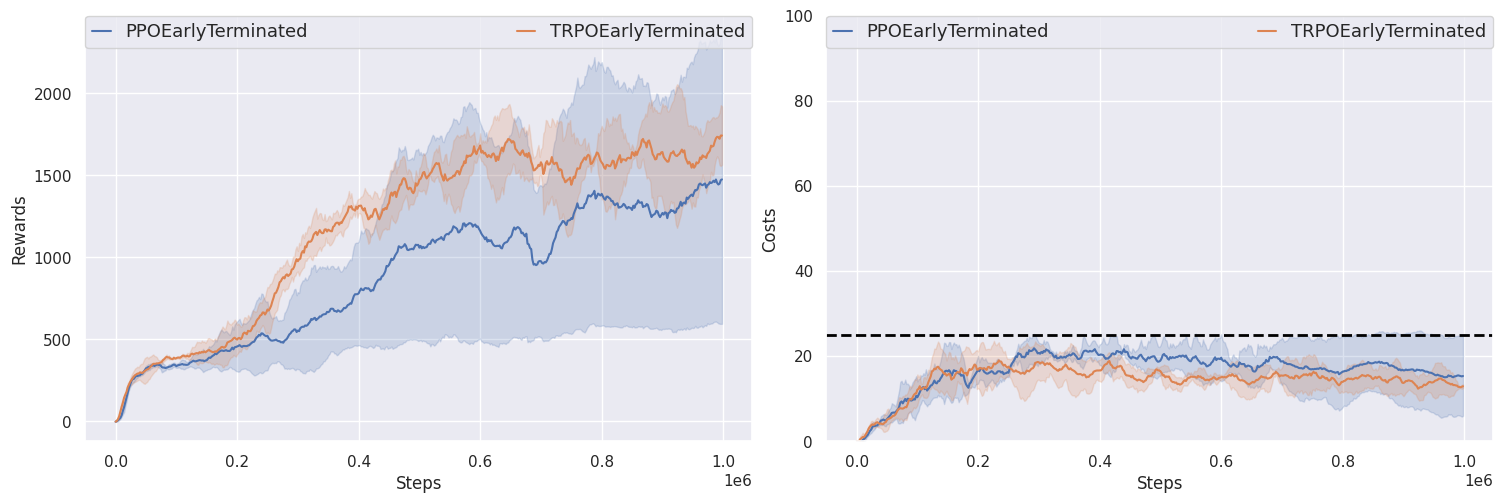 PPOEarlyTerminated TRPOEarlyTerminated
Rewards
2000
1500
1000
500
0
0.0 0.2 0.4 0.6 0.8 1.0
1e6
Steps
PPOEarlyTerminated TRPOEarlyTerminated
Costs
100
80
60
40
20
0
0.0 0.2 0.4 0.6 0.8 1.0
1e6
Steps